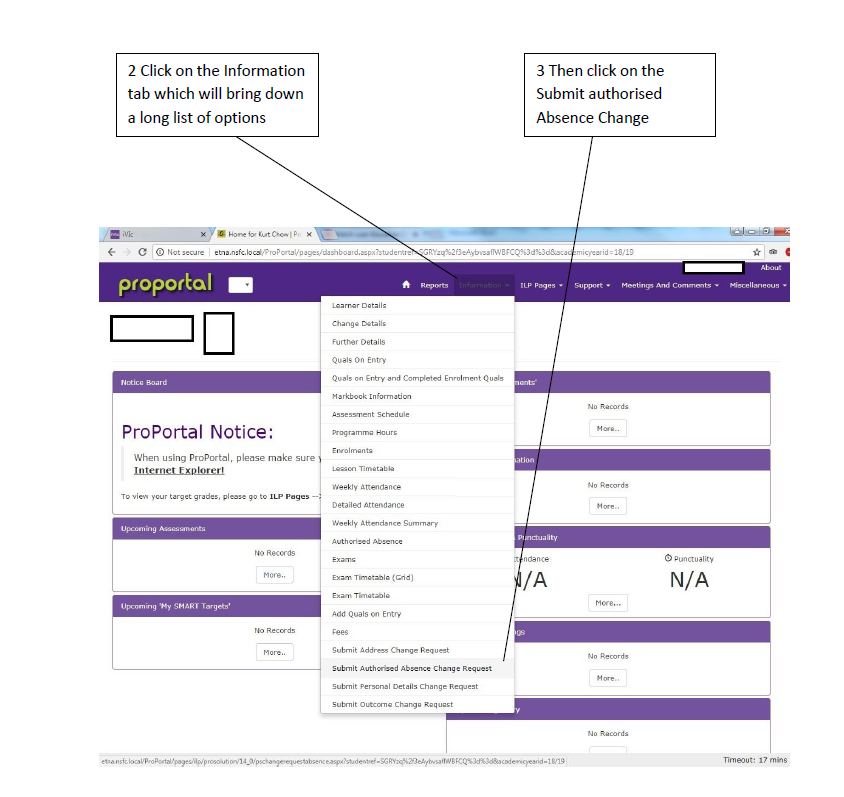 2 Click on the Information
tab which will bring down
a long list of options
3 Then click on the
Submit authorised
Absence Change
Home for Kurt Chow | Pr
Not secure
etna.nsfc.local/ProPortal/pages/dashboard.aspx?studentref=SGRYzq%2f3eAybvsaflWBFCQ%3d%3d&academicyearid=18/19
About
proportal
Reports
Information
ILP Pages
Support
Meetings And Comments
Miscellaneous
Learner Details
Change Details
Further Details
Quals On Entry
Quals on Entry and Completed Enrolment Quals
Markbook Information
Assessment Schedule
Programme Hours
Enrolments
Lesson Timetable
Weekly Attendance
Detailed Attendance
Weekly Attendance Summary
Authorised Absence
Exams
Exam Timetable (Grid)
Exam Timetable
Add Quals on Entry
Fees
Submit Address Change Request
Submit Authorised Absence Change Request
Submit Personal Details Change Request
Submit Outcome Change Request
Notice Board
ProPortal Notice:
When using ProPortal, please make sure y
Internet Explorer!
To view your target grades, please go to ILP Pages --
Upcoming Assessments
No Records
More..
Upcoming 'My SMART Targets'
No Records
More..
ments'
No Records
More..
ation
No Records
More..
Punctuality
ttendance
Punctuality
N/A
N/A
More...
gs
No Records
More..
y
No Records
etna.nsfc.local/ProPortal/pages/ilp/prosolution/14_0/pschangerequestabsence.aspx?studentref=SGRYzq%2f3eAybvsaflWBFCQ%3d%3d&academicyearid=18/19
Timeout: 17 mins